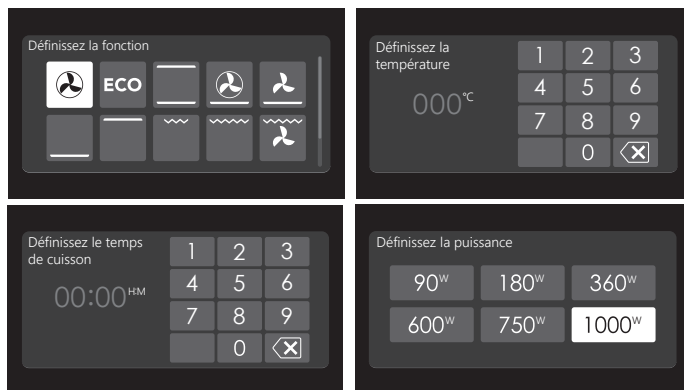 Définissez la fonction
ECO
Définissez la
température
000°C
1 2 3
4 5 6
7 8 9
0
Définissez le temps
de cuisson
00:00 H:M
1 2 3
4 5 6
7 8 9
0
Définissez la puissance
90W 180W 360W
600W 750W 1000W